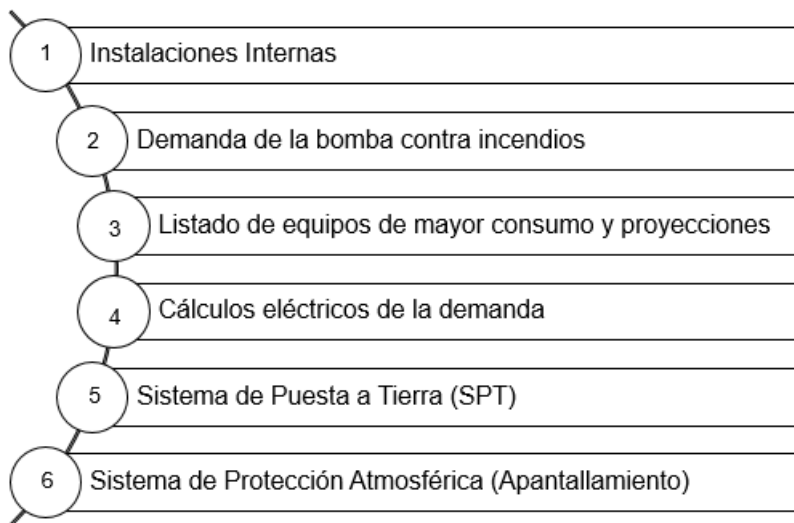 1 Instalaciones Internas
2 Demanda de la bomba contra incendios
3 Listado de equipos de mayor consumo y proyecciones
4 Cálculos eléctricos de la demanda
5 Sistema de Puesta a Tierra (SPT)
6 Sistema de Protección Atmosférica (Apantallamiento)